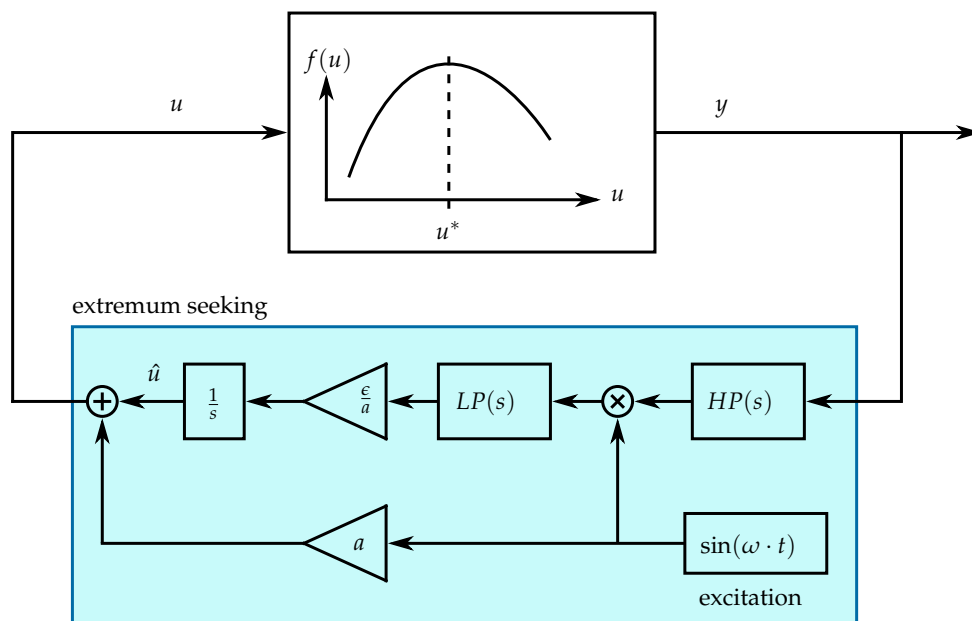 f(u)
u
y
u
u*
extremum seeking
û
1/s
ϵ/a
LP(s)
×
HP(s)
+
a
sin(ω · t)
excitation